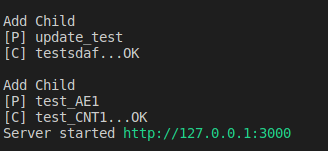 Add Child
[P] update_test
[C] testsdaf...OK
Add Child
[P] test_AE1
[C] test_CNT1...OK
Server started http://127.0.0.1:3000